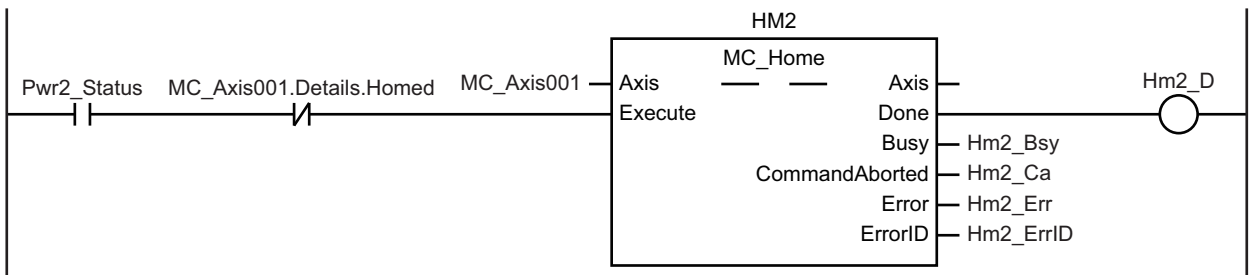 HM2
MC_Home
Pwr2_Status MC_Axis001.Details.Homed MC_Axis001 Axis Axis Hm2_D
Execute Done
Busy Hm2_Bsy
CommandAborted Hm2_Ca
Error Hm2_Err
ErrorID Hm2_ErrID